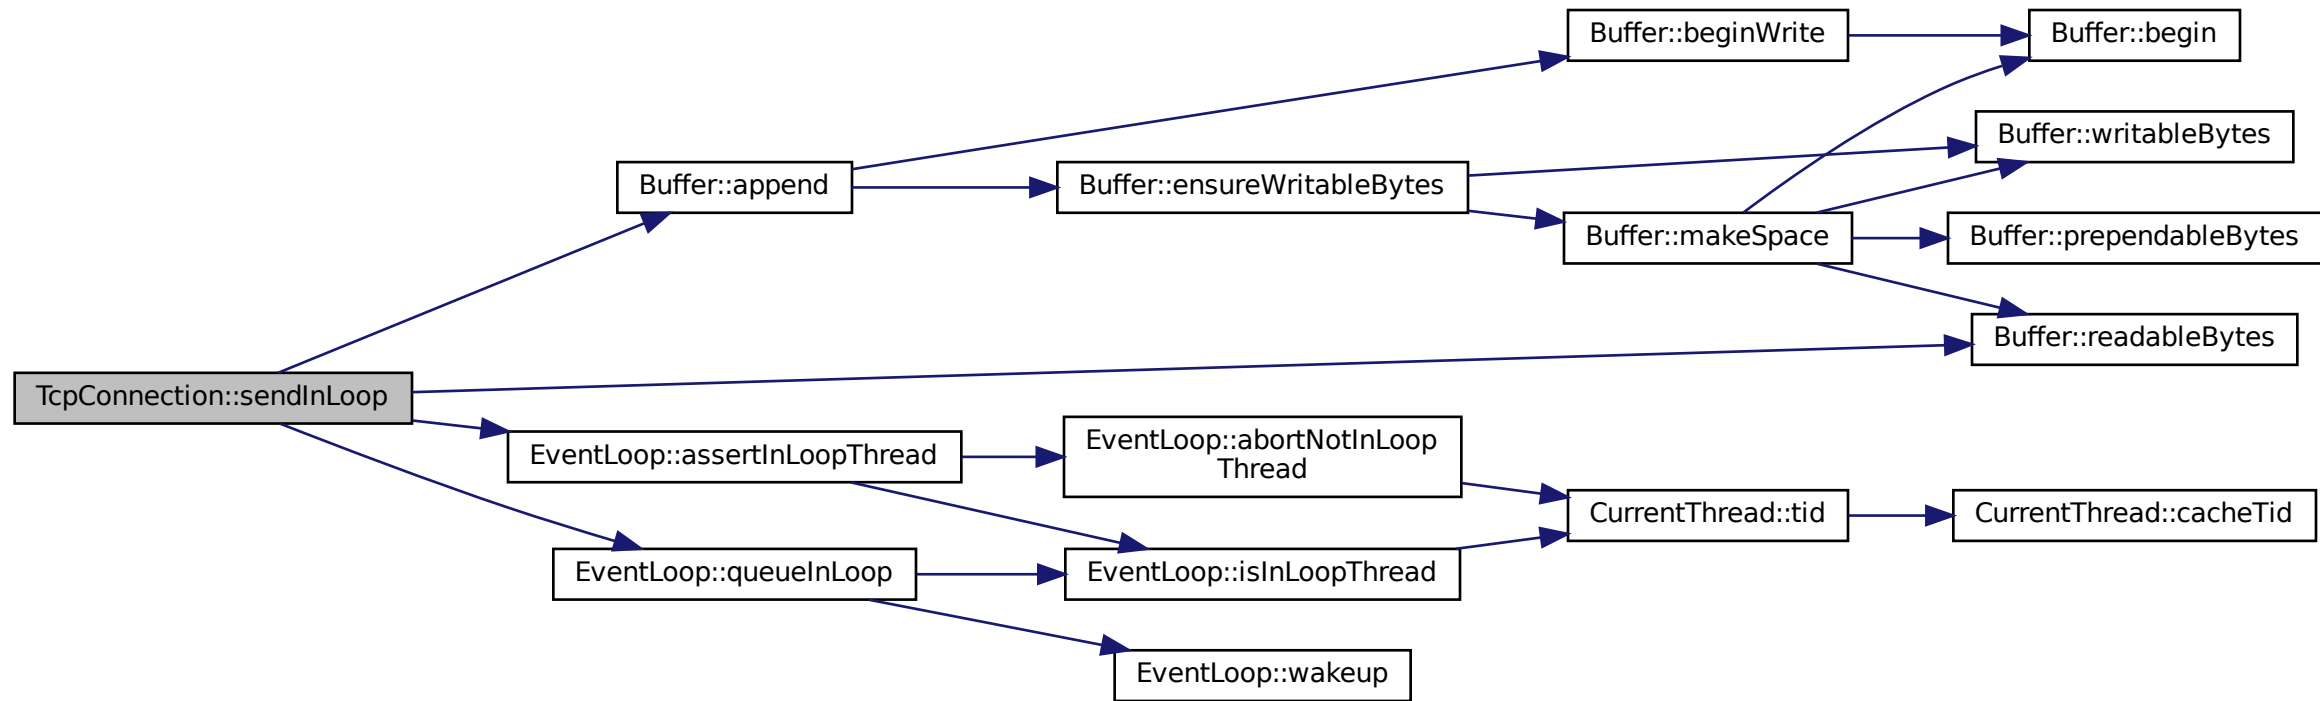 Buffer::beginWrite
Buffer::begin
Buffer::writableBytes
Buffer::append
Buffer::ensureWritableBytes
Buffer::makeSpace
Buffer::prependableBytes
Buffer::readableBytes
TcpConnection::sendInLoop
EventLoop::assertInLoopThread
EventLoop::abortNotInLoop
Thread
CurrentThread::tid
CurrentThread::cacheTid
EventLoop::queueInLoop
EventLoop::isInLoopThread
EventLoop::wakeup